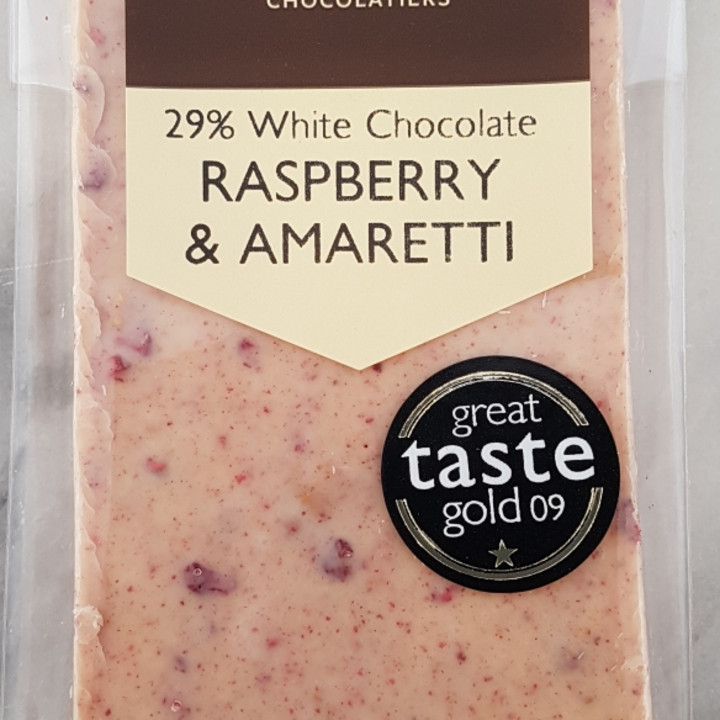 CHOCOLATIERS
29% White Chocolate
RASPBERRY
& AMARETTI
great
taste
gold 09